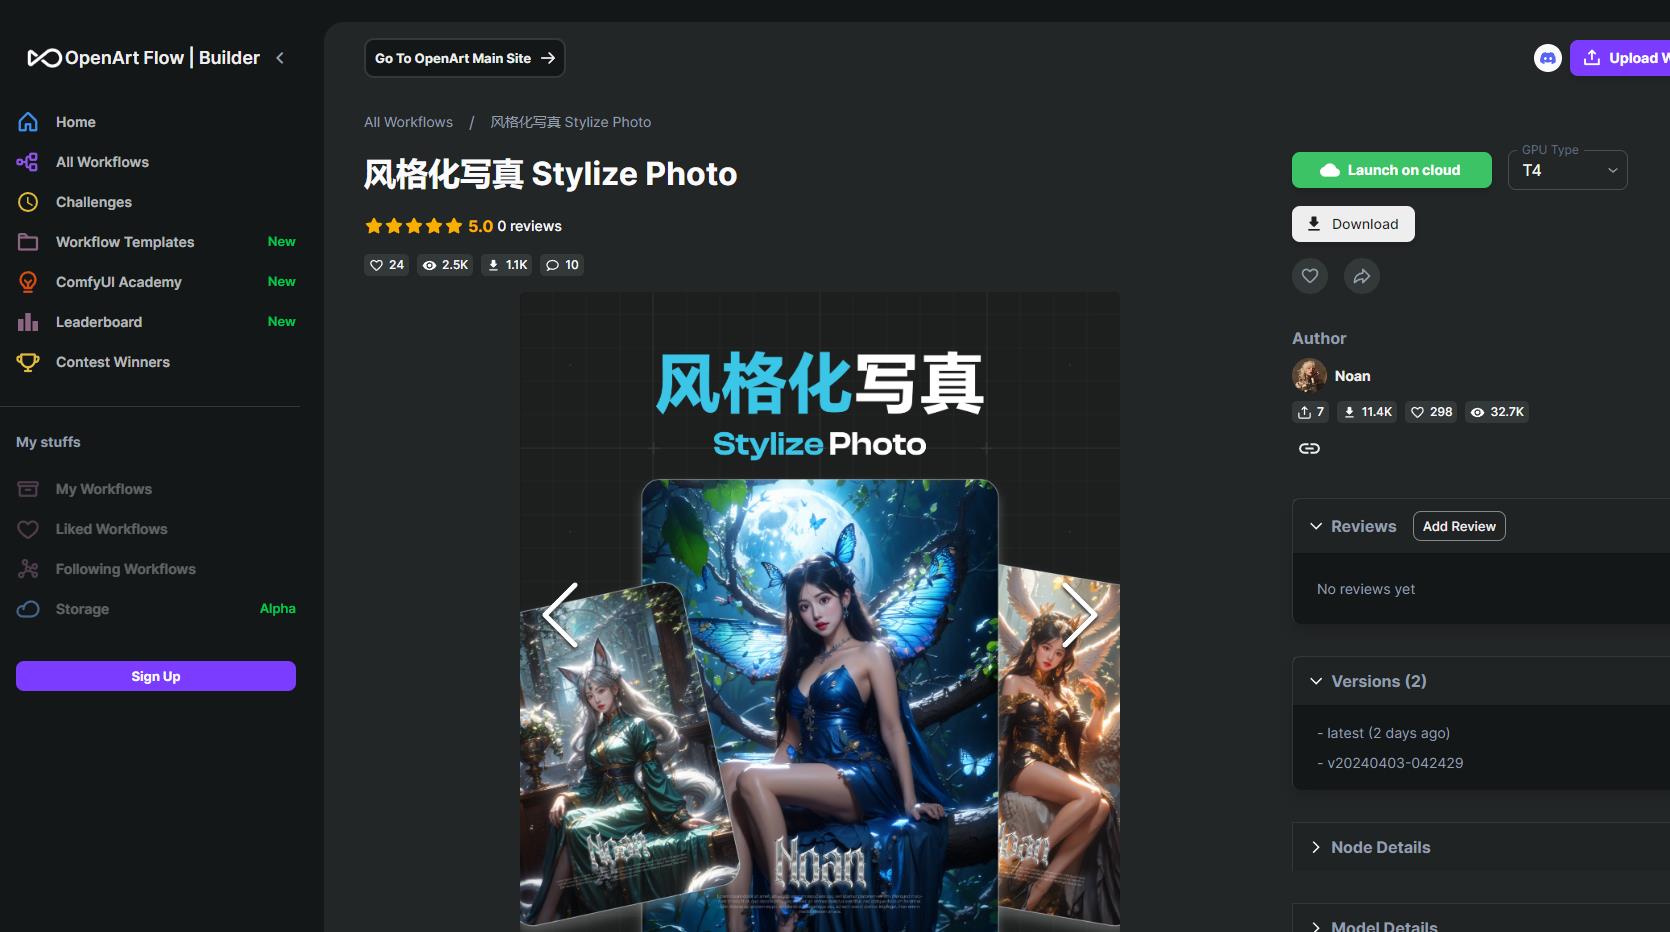 OpenArt Flow | Builder
Home
All Workflows
Challenges
Workflow Templates New
ComfyUI Academy New
Leaderboard New
Contest Winners
My stuffs
My Workflows
Liked Workflows
Following Workflows
Storage Alpha
Sign Up
Go To OpenArt Main Site
Upload W
All Workflows / 风格化写真 Stylize Photo
风格化写真 Stylize Photo
5.0 0 reviews
24 2.5K 1.1K 10
风格化写真
Stylize Photo
Noan
Noan
Noan
Launch on cloud
GPU Type
T4
Download
Author
Noan
7 11.4K 298 32.7K
Reviews Add Review
No reviews yet
Versions (2)
- latest (2 days ago)
- v20240403-042429
Node Details
Model Details